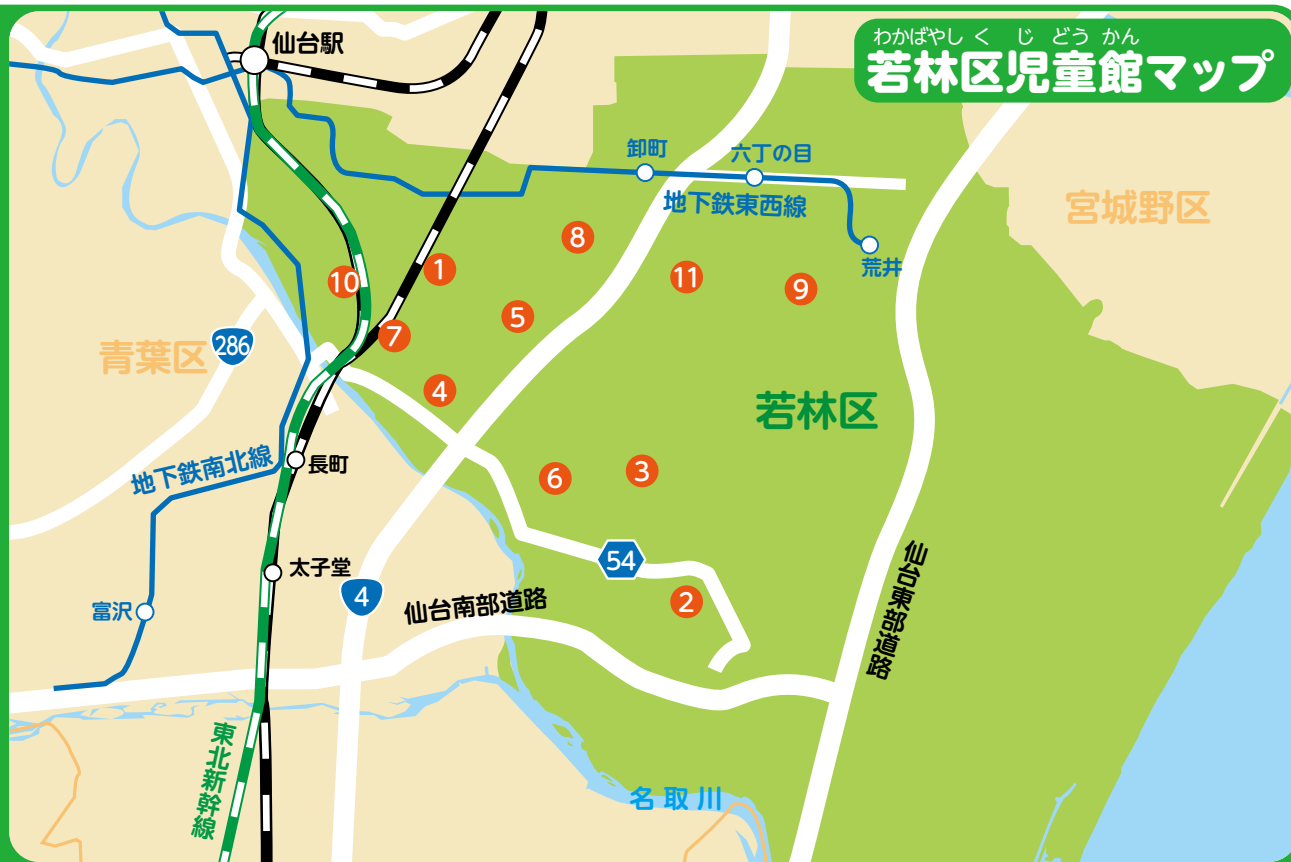 わかばやし く じ どう かん
若林区児童館マップ
仙台駅
卸町
六丁の目
地下鉄東西線
宮城野区
荒井
8
1
10
11
9
5
7
286
青葉区
4
若林区
地下鉄南北線
長町
6
3
54
太子堂
4
仙台南部道路
2
富沢
仙台東部道路
東北新幹線
名取川